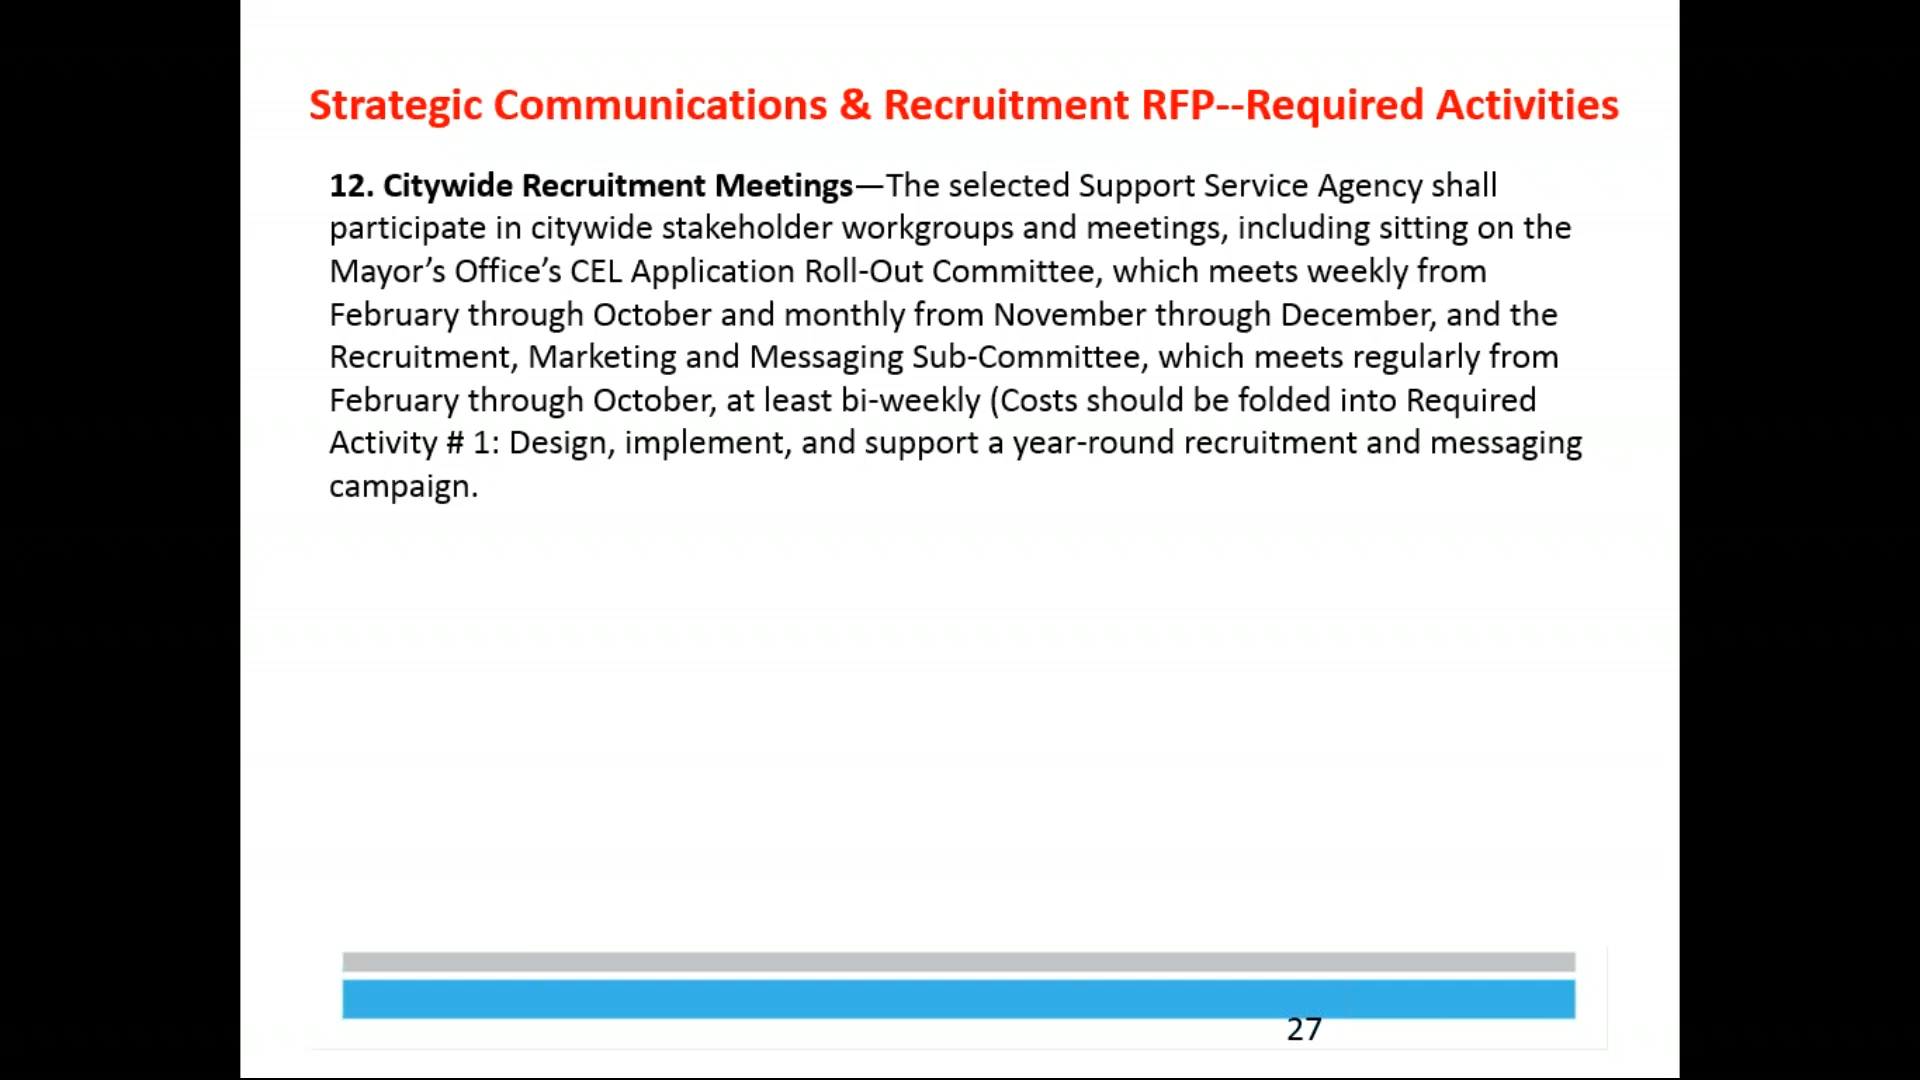 Strategic Communications & Recruitment RFP--Required Activities
12. Citywide Recruitment Meetings—The selected Support Service Agency shall
participate in citywide stakeholder workgroups and meetings, including sitting on the
Mayor’s Office’s CEL Application Roll-Out Committee, which meets weekly from
February through October and monthly from November through December, and the
Recruitment, Marketing and Messaging Sub-Committee, which meets regularly from
February through October, at least bi-weekly (Costs should be folded into Required
Activity # 1: Design, implement, and support a year-round recruitment and messaging
campaign.
27